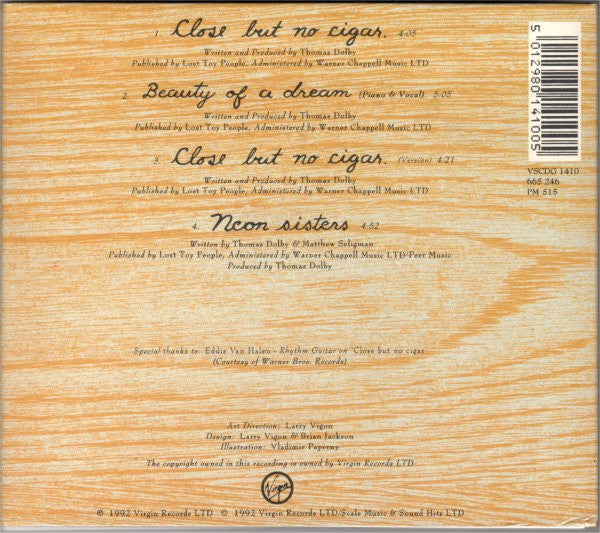 1. Close but no cigar. 4:05
Written and Produced by Thomas Dolby
Published by Lost Toy People, Administered by Warner Chappell Music LTD
2. Beauty of a dream (Piano & Vocal) 5:05
Written and Produced by Thomas Dolby
Published by Lost Toy People, Administered by Warner Chappell Music LTD
3. Close but no cigar. (Version) 4:21
Written and Produced by Thomas Dolby
Published by Lost Toy People, Administered by Warner Chappell Music LTD
4. Neon sisters 4:52
Written by Thomas Dolby & Matthew Seligman
Published by Lost Toy People, Administered by Warner Chappell Music LTD/Peer Music
Produced by Thomas Dolby
5 012980 141005
VSCDG 1410
665 246
PM 515
Special thanks to: Eddie Van Halen - Rhythm Guitar on 'Close but no cigar'
(Courtesy of Warner Bros. Records)
Art Direction: Larry Vigon
Design: Larry Vigon & Brian Jackson
Illustration: Vladimir Paperny
The copyright owned in this recording is owned by Virgin Records LTD
Virgin
℗ 1992 Virgin Records LTD © 1992 Virgin Records LTD/Scale Music & Sound Hits LTD